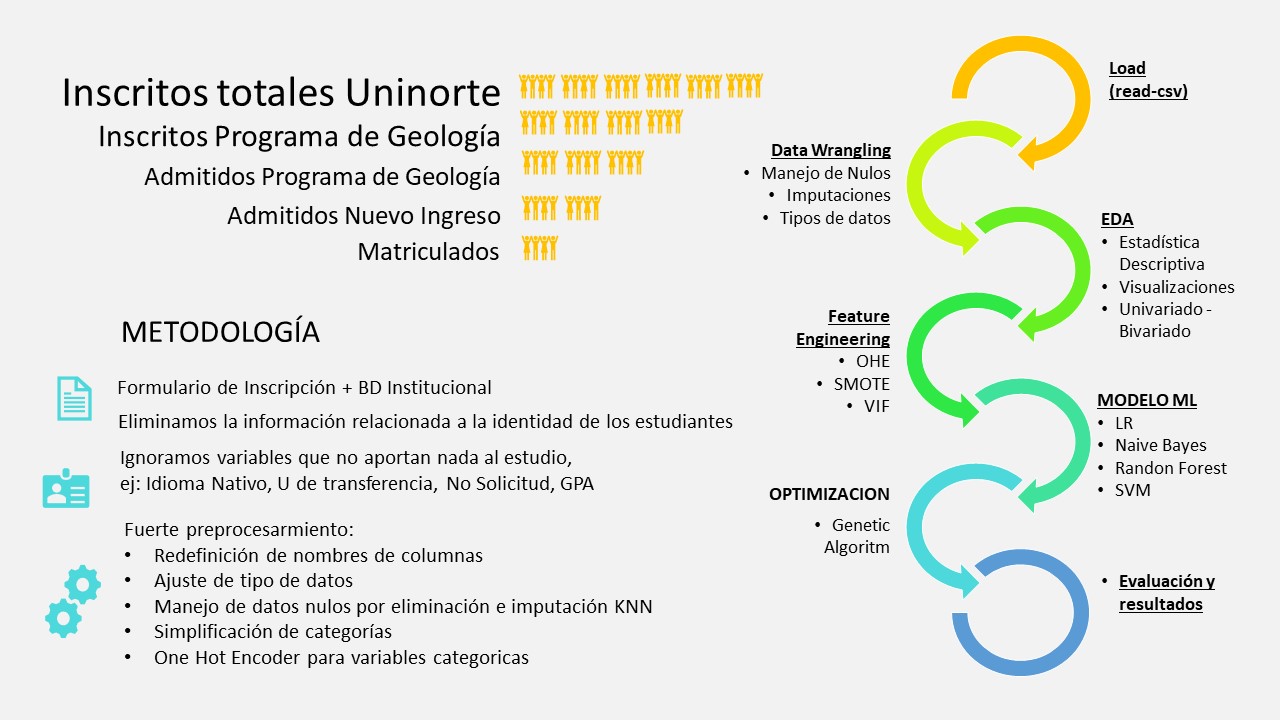 Inscritos totales Uninorte
Inscritos Programa de Geología
Admitidos Programa de Geología
Admitidos Nuevo Ingreso
Matriculados
METODOLOGÍA
Formulario de Inscripción + BD Institucional
Eliminamos la información relacionada a la identidad de los estudiantes
Ignoramos variables que no aportan nada al estudio,
ej: Idioma Nativo, U de transferencia, No Solicitud, GPA
Fuerte preprocesarmiento:
• Redefinición de nombres de columnas
• Ajuste de tipo de datos
• Manejo de datos nulos por eliminación e imputación KNN
• Simplificación de categorías
• One Hot Encoder para variables categoricas
Load
(read-csv)
Data Wrangling
• Manejo de Nulos
• Imputaciones
• Tipos de datos
EDA
• Estadística
Descriptiva
• Visualizaciones
• Univariado -
Bivariado
Feature
Engineering
• OHE
• SMOTE
• VIF
MODELO ML
• LR
• Naive Bayes
• Randon Forest
• SVM
OPTIMIZACION
• Genetic
Algoritm
• Evaluación y
resultados